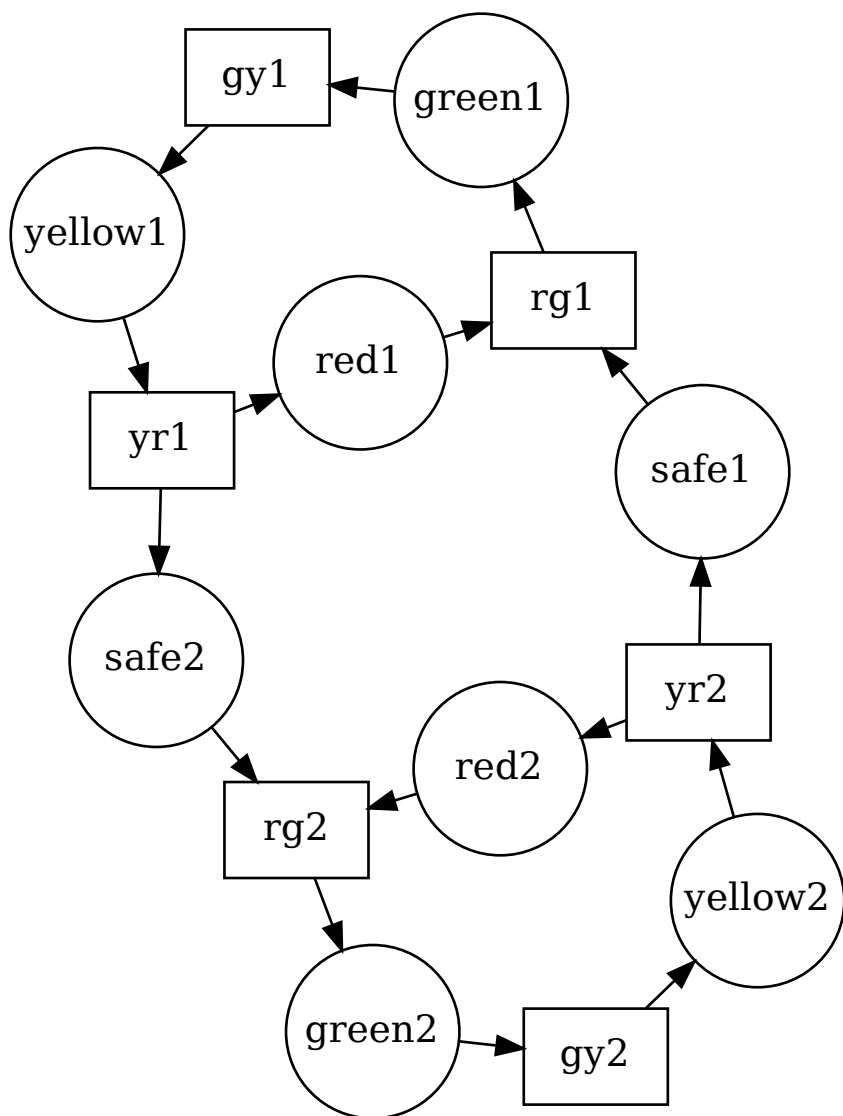 gy1
green1
yellow1
rg1
red1
yr1
safe1
safe2
yr2
red2
rg2
yellow2
green2
gy2